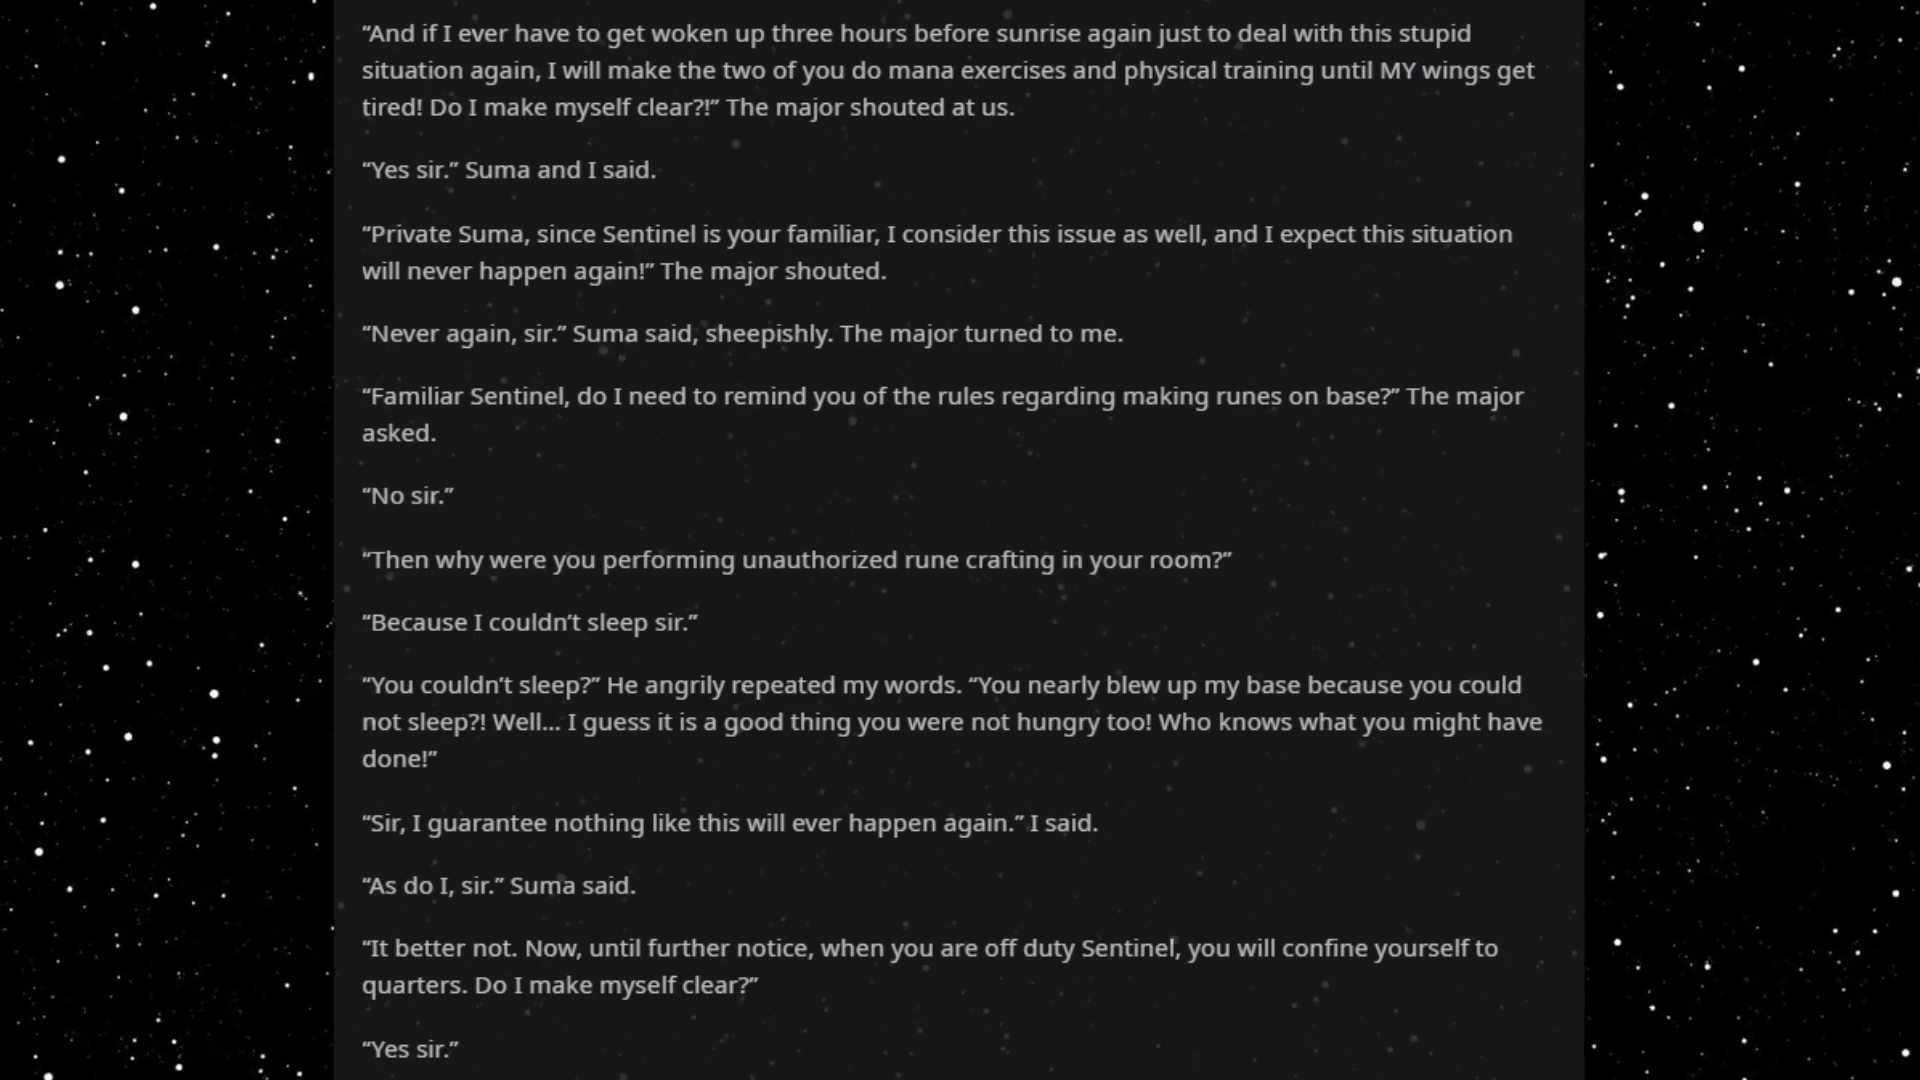 “And if I ever have to get woken up three hours before sunrise again just to deal with this stupid
situation again, I will make the two of you do mana exercises and physical training until MY wings get
tired! Do I make myself clear?!” The major shouted at us.
“Yes sir.” Suma and I said.
“Private Suma, since Sentinel is your familiar, I consider this issue as well, and I expect this situation
will never happen again!” The major shouted.
“Never again, sir.” Suma said, sheepishly. The major turned to me.
“Familiar Sentinel, do I need to remind you of the rules regarding making runes on base?” The major
asked.
“No sir.”
“Then why were you performing unauthorized rune crafting in your room?”
“Because I couldn’t sleep sir.”
“You couldn’t sleep?” He angrily repeated my words. “You nearly blew up my base because you could
not sleep?! Well... I guess it is a good thing you were not hungry too! Who knows what you might have
done!”
“Sir, I guarantee nothing like this will ever happen again.” I said.
“As do I, sir.” Suma said.
“It better not. Now, until further notice, when you are off duty Sentinel, you will confine yourself to
quarters. Do I make myself clear?”
“Yes sir.”